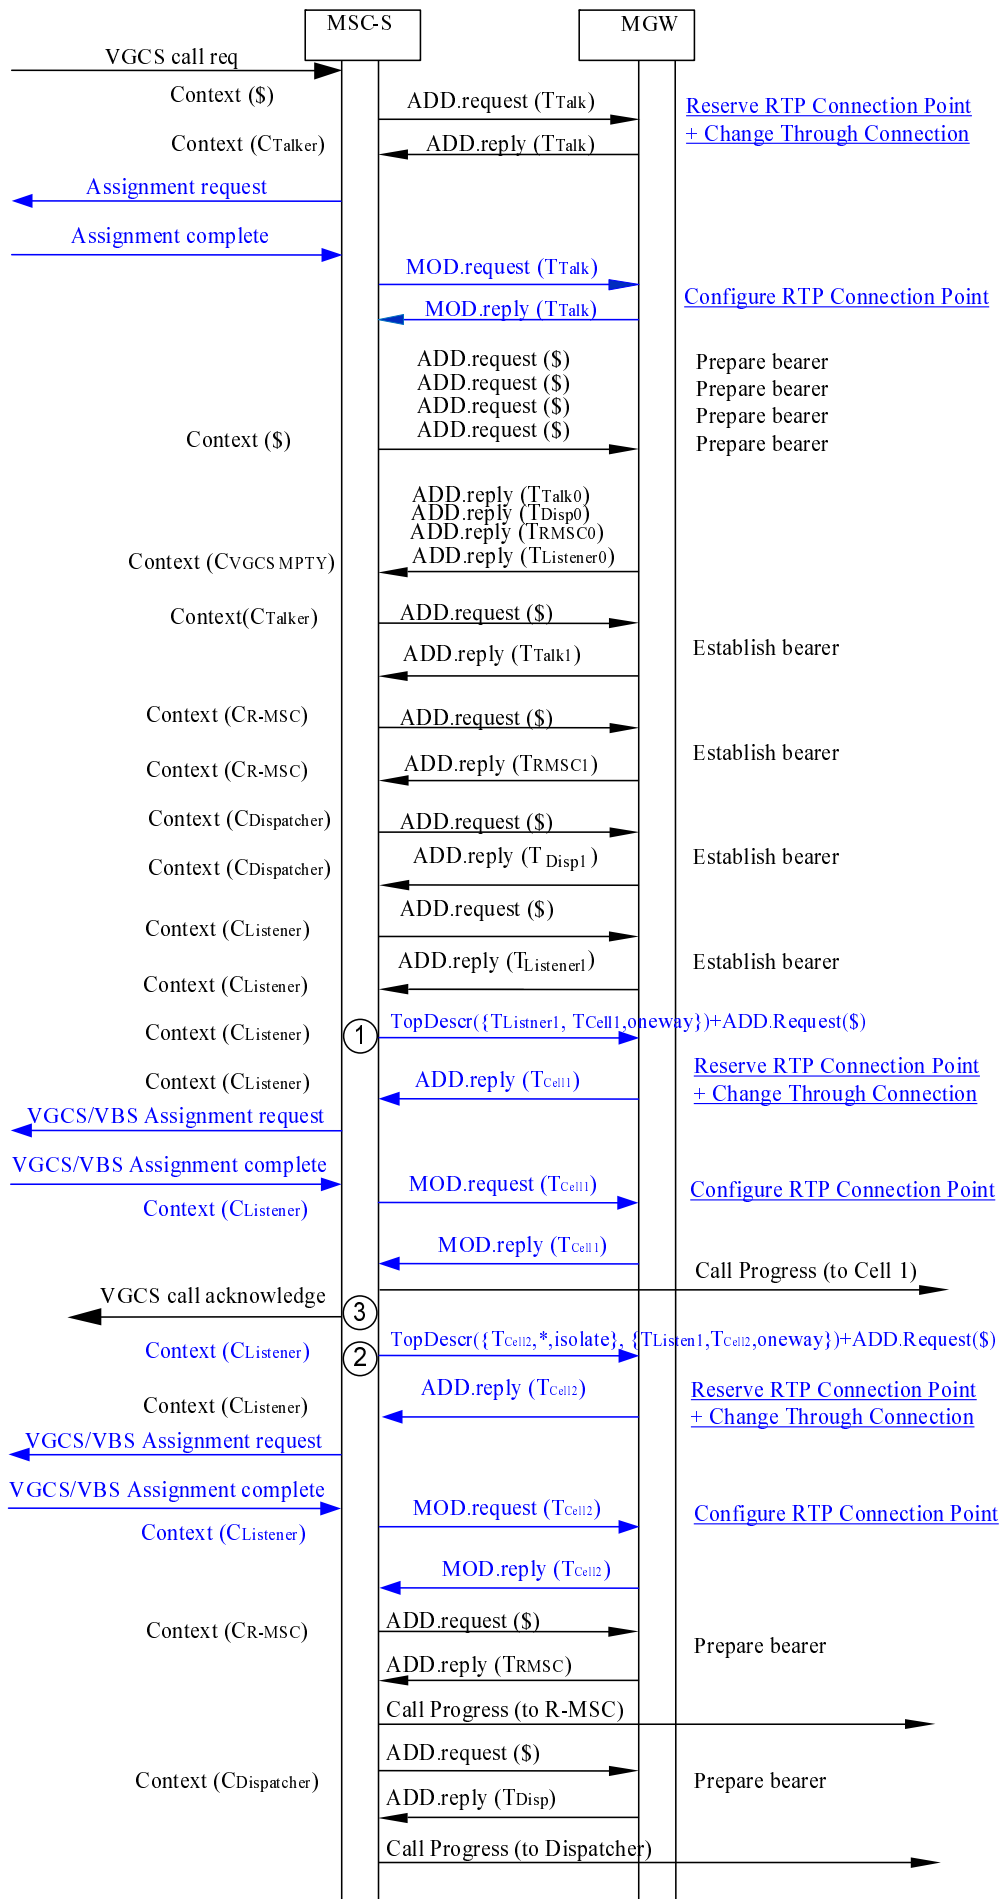 MSC-S
MGW
VGCS call req
Context ($)
ADD.request (TTalk)
Reserve RTP Connection Point
+ Change Through Connection
Context (CTalker)
ADD.reply (TTalk)
Assignment request
Assignment complete
MOD.request (TTalk)
Configure RTP Connection Point
MOD.reply (TTalk)
ADD.request ($)
Prepare bearer
ADD.request ($)
Prepare bearer
ADD.request ($)
Prepare bearer
ADD.request ($)
Prepare bearer
Context ($)
ADD.reply (TTalk0)
ADD.reply (TDisp0)
ADD.reply (TRMSC0)
ADD.reply (TListener0)
Context (CVGCS MPTY)
Context(CTalker)
ADD.request ($)
Establish bearer
ADD.reply (TTalk1)
Context (CR-MSC)
ADD.request ($)
Establish bearer
Context (CR-MSC)
ADD.reply (TRMSC1)
Context (CDispatcher)
ADD.request ($)
Establish bearer
Context (CDispatcher)
ADD.reply (T Disp1)
Context (CListener)
ADD.request ($)
Establish bearer
ADD.reply (TListener1)
Context (CListener)
Context (CListener)
1
TopDescr({TListner1, TCell1,oneway})+ADD.Request($)
Reserve RTP Connection Point
+ Change Through Connection
Context (CListener)
ADD.reply (TCell1)
VGCS/VBS Assignment request
VGCS/VBS Assignment complete
Context (CListener)
MOD.request (TCell1)
Configure RTP Connection Point
MOD.reply (TCell1)
Call Progress (to Cell 1)
VGCS call acknowledge
3
Context (CListener)
2
TopDescr({TCell2,*,isolate}, {TListen1,TCell2,oneway})+ADD.Request($)
Context (CListener)
ADD.reply (TCell2)
Reserve RTP Connection Point
+ Change Through Connection
VGCS/VBS Assignment request
VGCS/VBS Assignment complete
Context (CListener)
MOD.request (TCell2)
Configure RTP Connection Point
MOD.reply (TCell2)
Context (CR-MSC)
ADD.request ($)
Prepare bearer
ADD.reply (TRMSC)
Call Progress (to R-MSC)
ADD.request ($)
Context (CDispatcher)
Prepare bearer
ADD.reply (TDisp)
Call Progress (to Dispatcher)